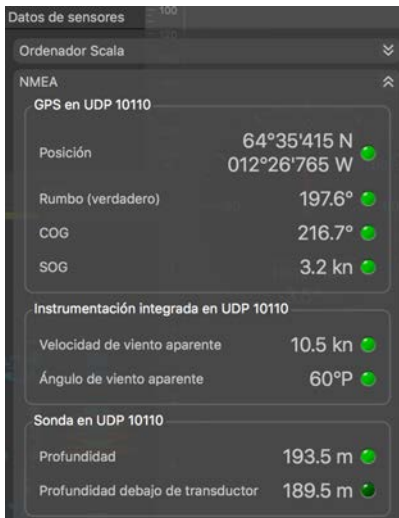 Datos de sensores
100
120
Ordenador Scala
NMEA
GPS en UDP 10110
Posición
64°35'415 N
012°26'765 W
Rumbo (verdadero) 197.6°
COG 216.7°
SOG 3.2 kn
Instrumentación integrada en UDP 10110
Velocidad de viento aparente 10.5 kn
Ángulo de viento aparente 60°P
Sonda en UDP 10110
Profundidad 193.5 m
Profundidad debajo de transductor 189.5 m